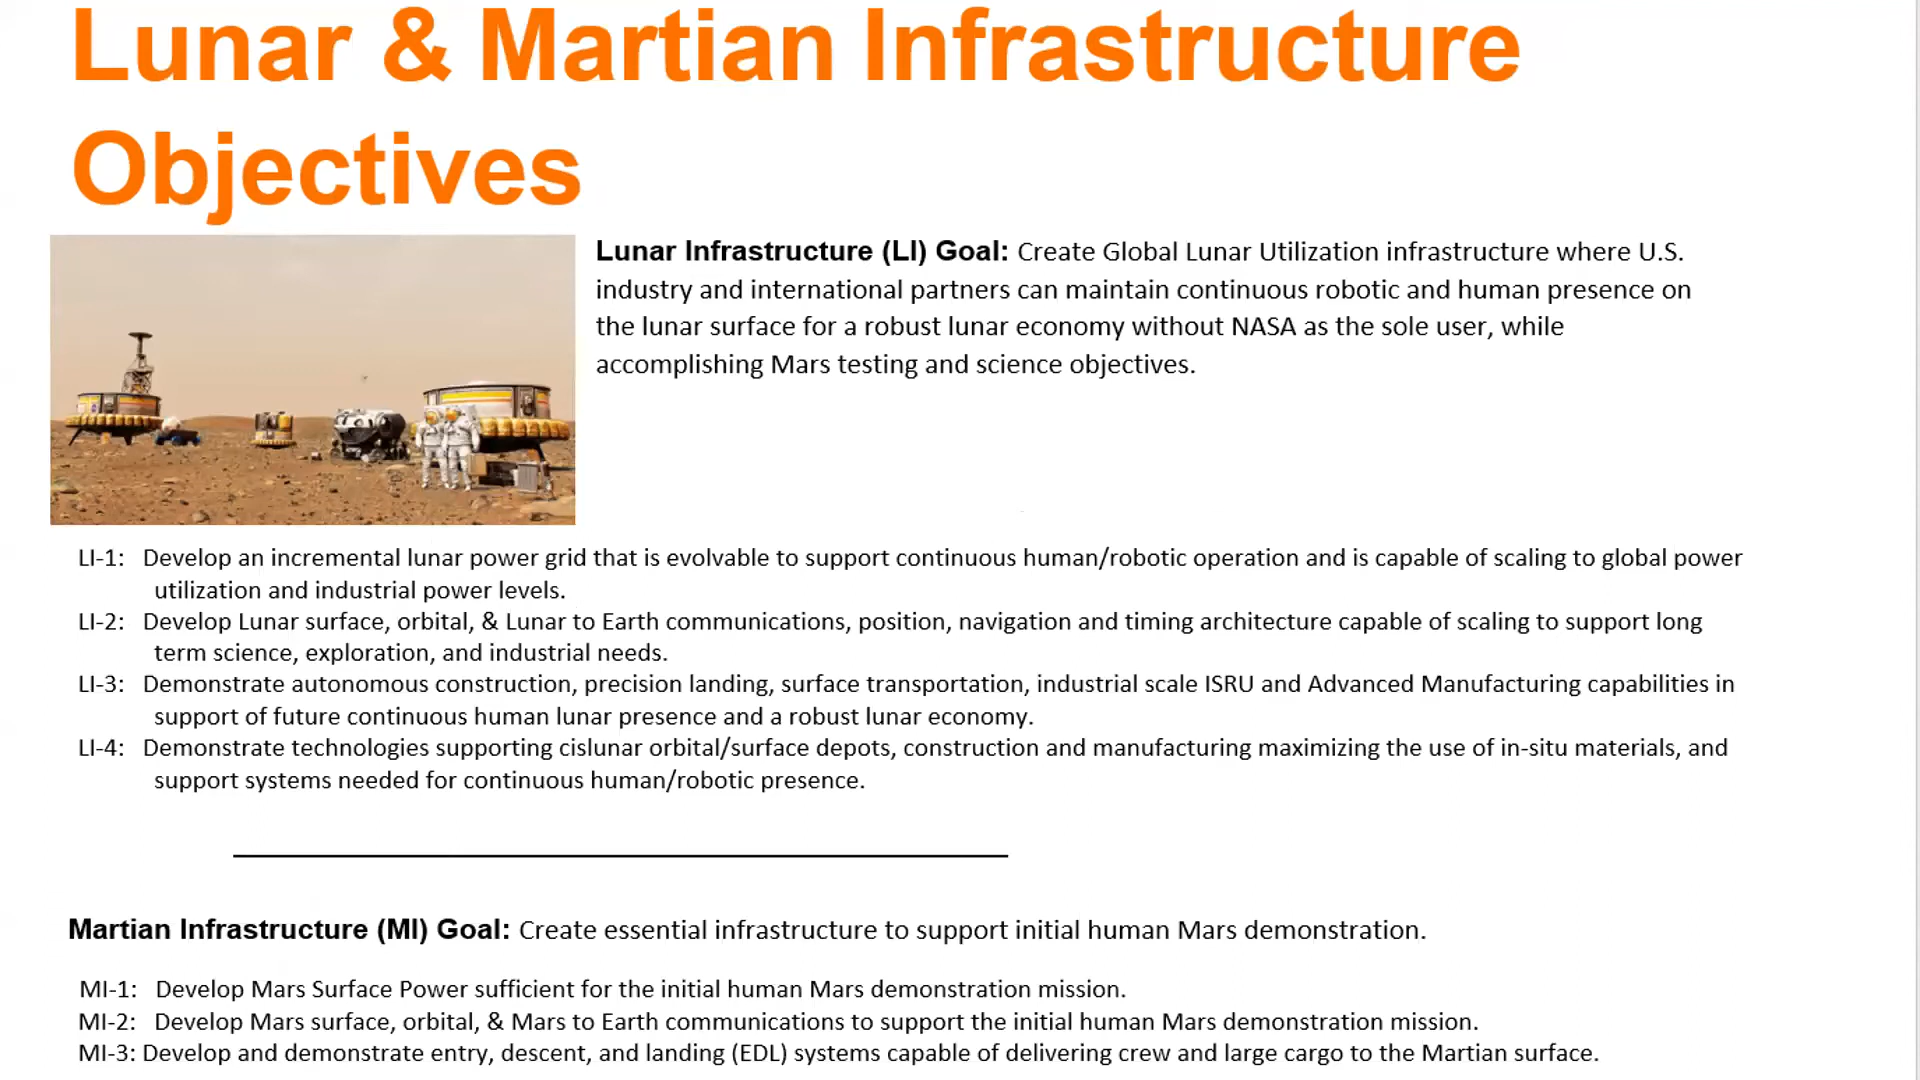 Lunar & Martian Infrastructure
Objectives
Lunar Infrastructure (LI) Goal: Create Global Lunar Utilization infrastructure where U.S.
industry and international partners can maintain continuous robotic and human presence on
the lunar surface for a robust lunar economy without NASA as the sole user, while
accomplishing Mars testing and science objectives.
LI-1: Develop an incremental lunar power grid that is evolvable to support continuous human/robotic operation and is capable of scaling to global power
utilization and industrial power levels.
LI-2: Develop Lunar surface, orbital, & Lunar to Earth communications, position, navigation and timing architecture capable of scaling to support long
term science, exploration, and industrial needs.
LI-3: Demonstrate autonomous construction, precision landing, surface transportation, industrial scale ISRU and Advanced Manufacturing capabilities in
support of future continuous human lunar presence and a robust lunar economy.
LI-4: Demonstrate technologies supporting cislunar orbital/surface depots, construction and manufacturing maximizing the use of in-situ materials, and
support systems needed for continuous human/robotic presence.
Martian Infrastructure (MI) Goal: Create essential infrastructure to support initial human Mars demonstration.
MI-1: Develop Mars Surface Power sufficient for the initial human Mars demonstration mission.
MI-2: Develop Mars surface, orbital, & Mars to Earth communications to support the initial human Mars demonstration mission.
MI-3: Develop and demonstrate entry, descent, and landing (EDL) systems capable of delivering crew and large cargo to the Martian surface.